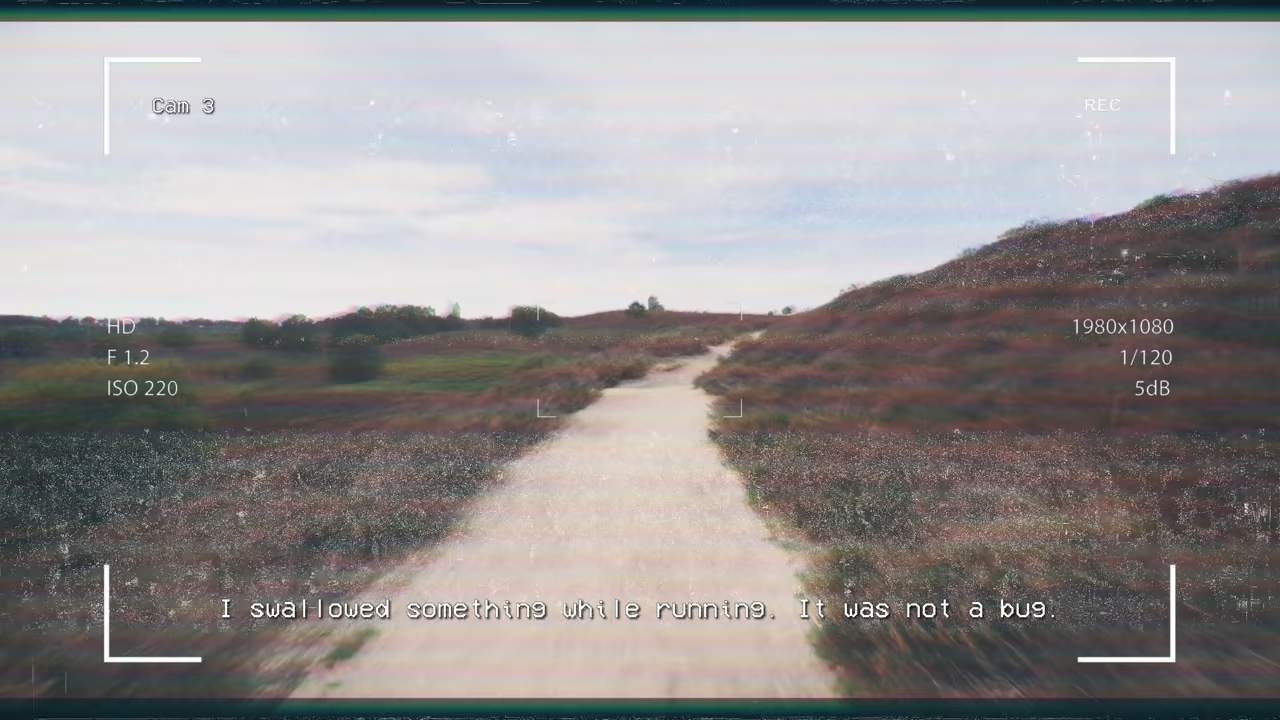 Cam 3
REC
HD
1980x1080
F 1.2
1/120
ISO 220
5dB
I swallowed something while running. It was not a bug.